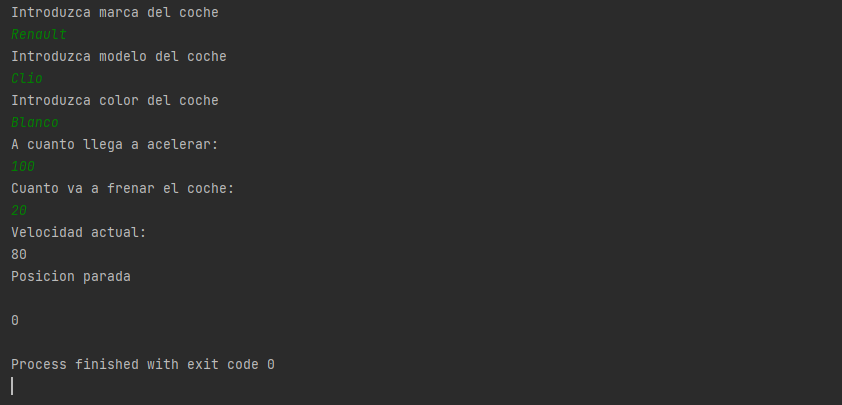 Introduzca marca del coche
Renault
Introduzca modelo del coche
Clio
Introduzca color del coche
Blanco
A cuanto llega a acelerar:
100
Cuanto va a frenar el coche:
20
Velocidad actual:
80
Posicion parada
0
Process finished with exit code 0